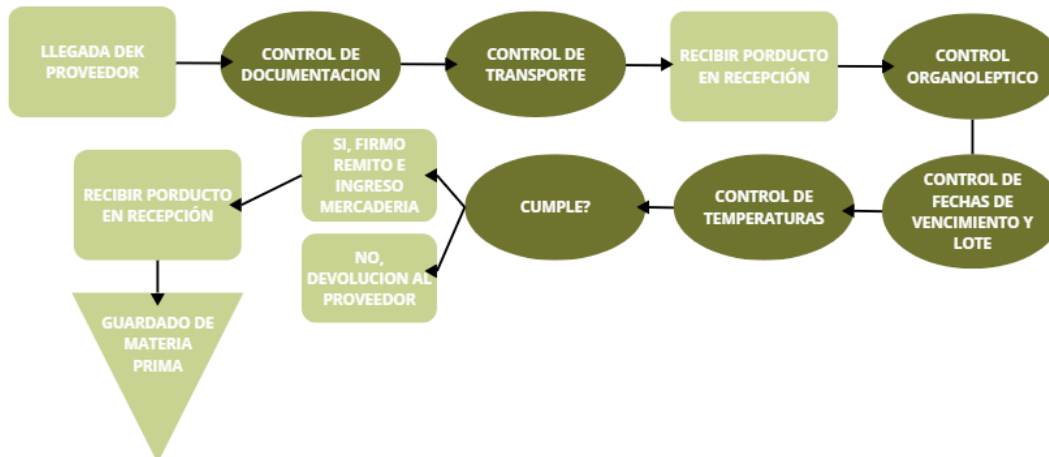 LLEGADA DEK
PROVEEDOR
CONTROL DE
DOCUMENTACION
CONTROL DE
TRANSPORTE
RECIBIR PORDUCTO
EN RECEPCIÓN
CONTROL
ORGANOLEPTICO
CONTROL DE
FECHAS DE
VENCIMIENTO Y
LOTE
CONTROL DE
TEMPERATURAS
CUMPLE?
SI, FIRMO
REMITO E
INGRESO
MERCADERIA
NO,
DEVOLUCION AL
PROVEEDOR
RECIBIR PORDUCTO
EN RECEPCIÓN
GUARDADO DE
MATERIA
PRIMA